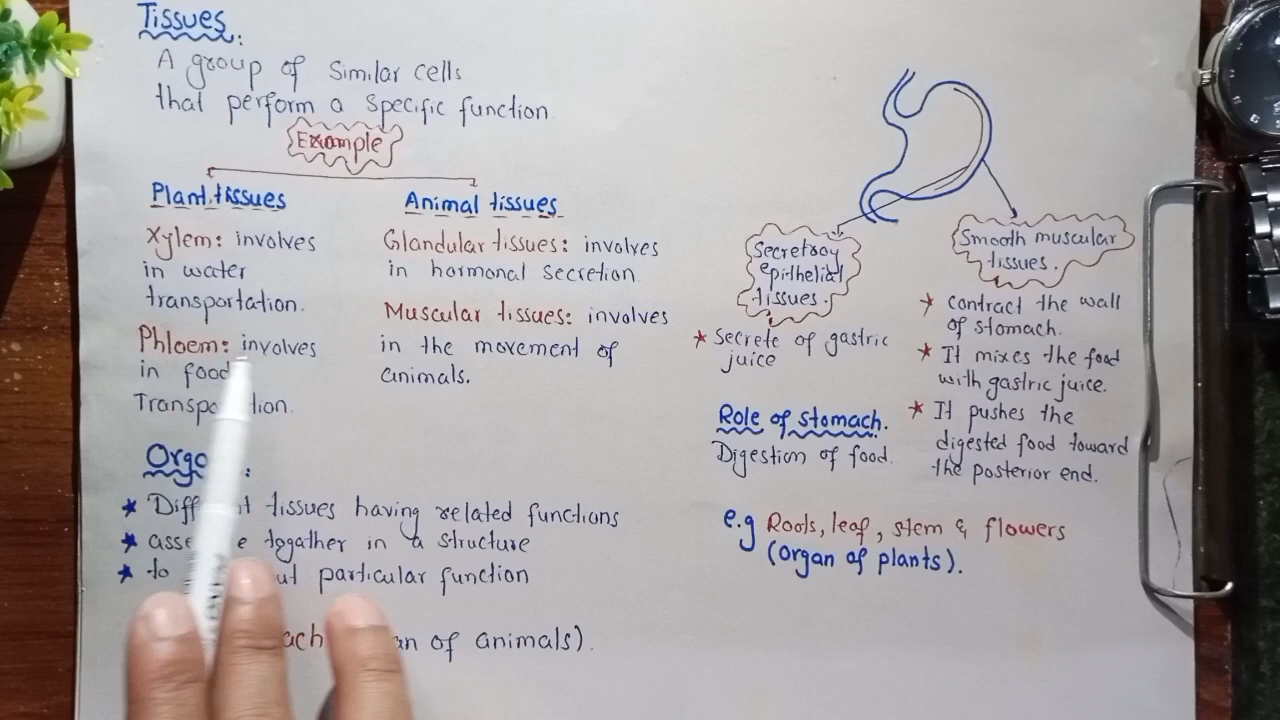 Tissues:
A group of similar cells
that perform a specific function.
Example
Plant tissues
Xylem: involves
in water
transportation.
Phloem: involves
in food
Animal tissues
Glandular tissues: involves
in hormonal secretion.
Muscular tissues: involves
in the movement of
animals.
tissues having related functions
together in a structure
to particular function
of animals).
Secretroy
epithelial
tissues.
* Secrete of gastric
juice
Role of stomach.
Digestion of food.
Smooth muscular
tissues.
* contract the wall
of stomach.
* It mixes the food
with gastric juice.
* It pushes the
digested food toward
the posterior end.
e.g Roots, leaf, stem & flowers
(organ of plants).